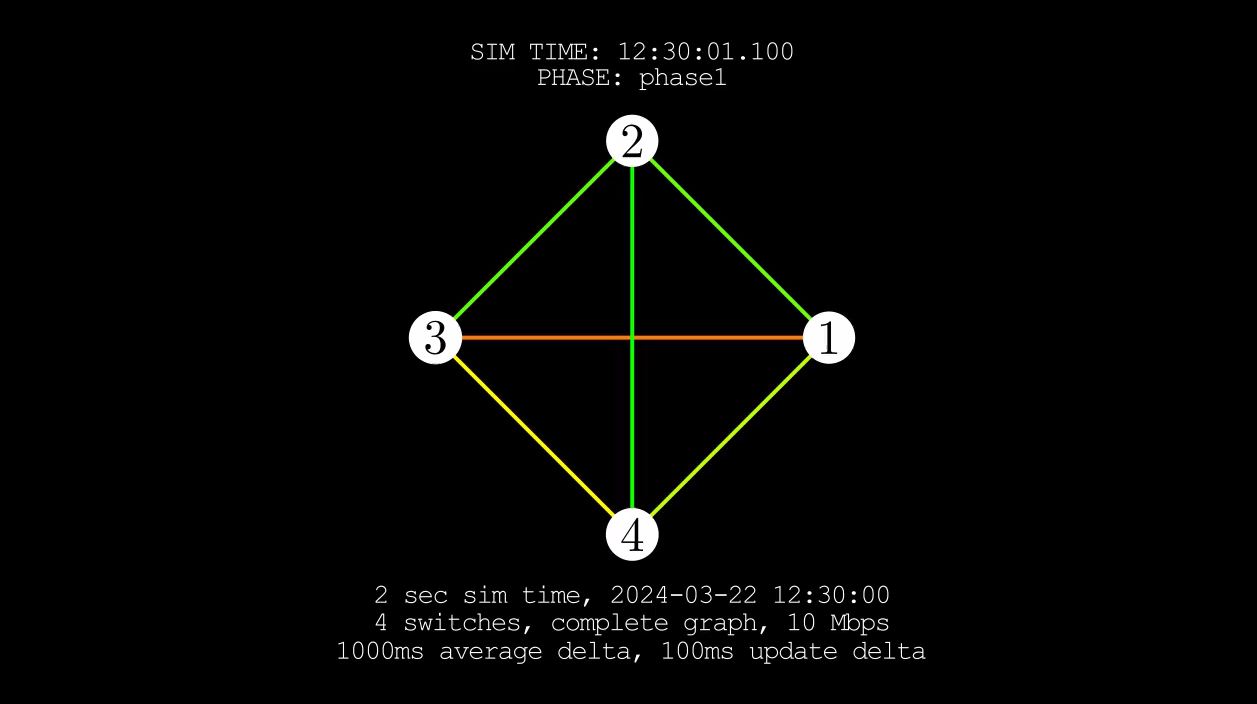 SIM TIME: 12:30:01.100
PHASE: phase1
2
3
1
4
2 sec sim time, 2024-03-22 12:30:00
4 switches, complete graph, 10 Mbps
1000ms average delta, 100ms update delta